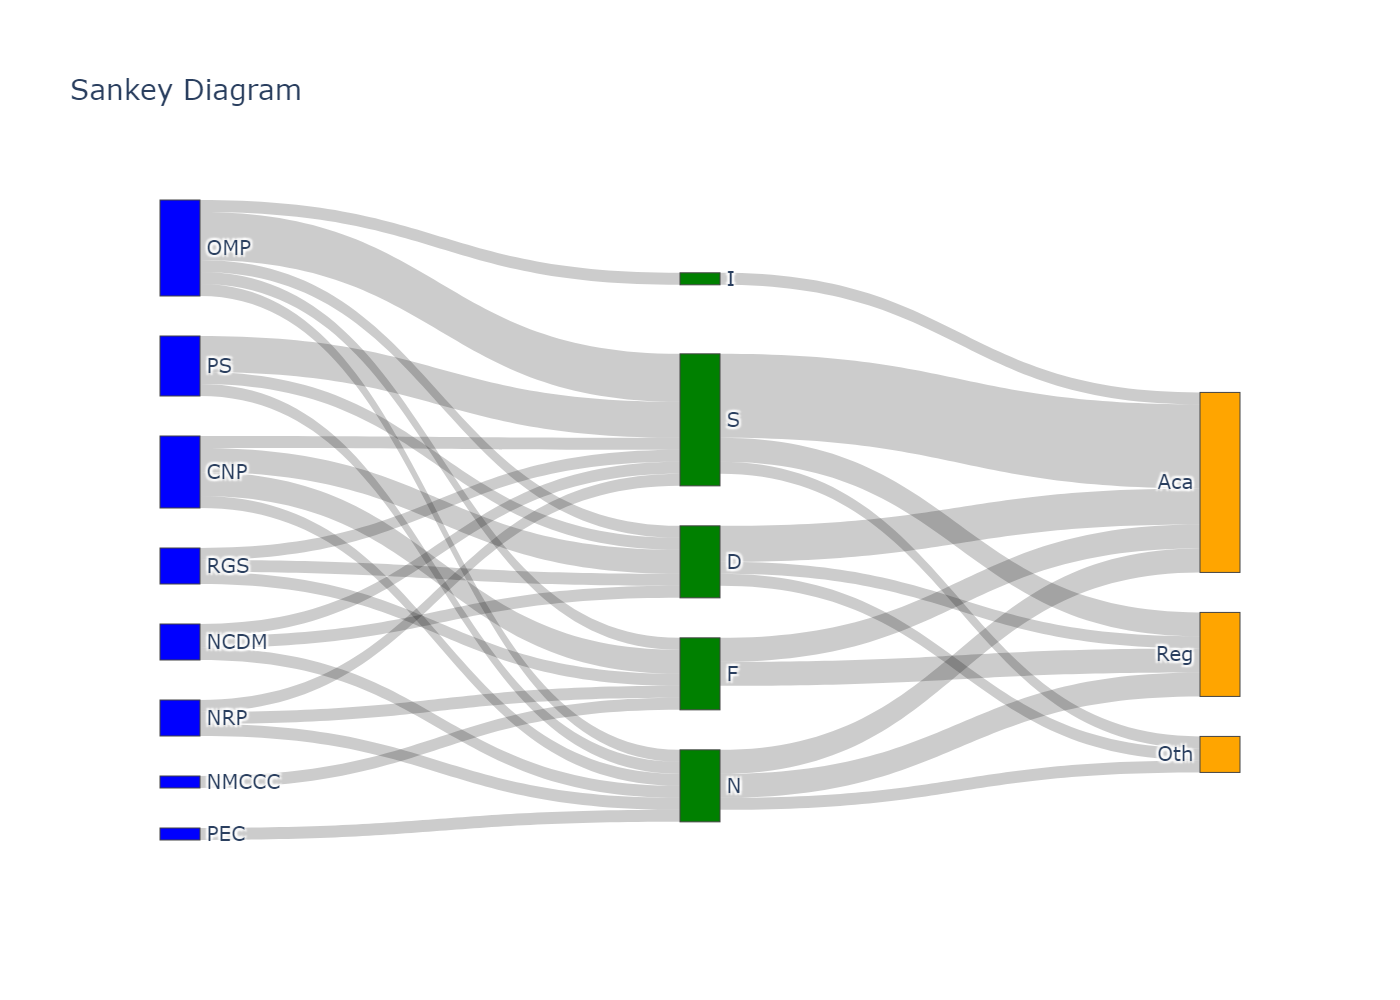 Sankey Diagram
OMP
PS
CNP
RGS
NCDM
NRP
NMCCC
PEC
I
S
D
F
N
Aca
Reg
Oth